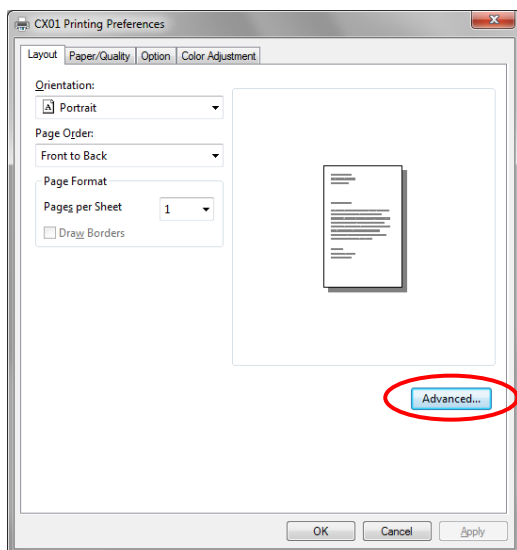 CX01 Printing Preferences
Layout Paper/Quality Option Color Adjustment
Orientation:
A Portrait
Page Order:
Front to Back
Page Format
Pages per Sheet 1
Draw Borders
Advanced...
OK Cancel Apply